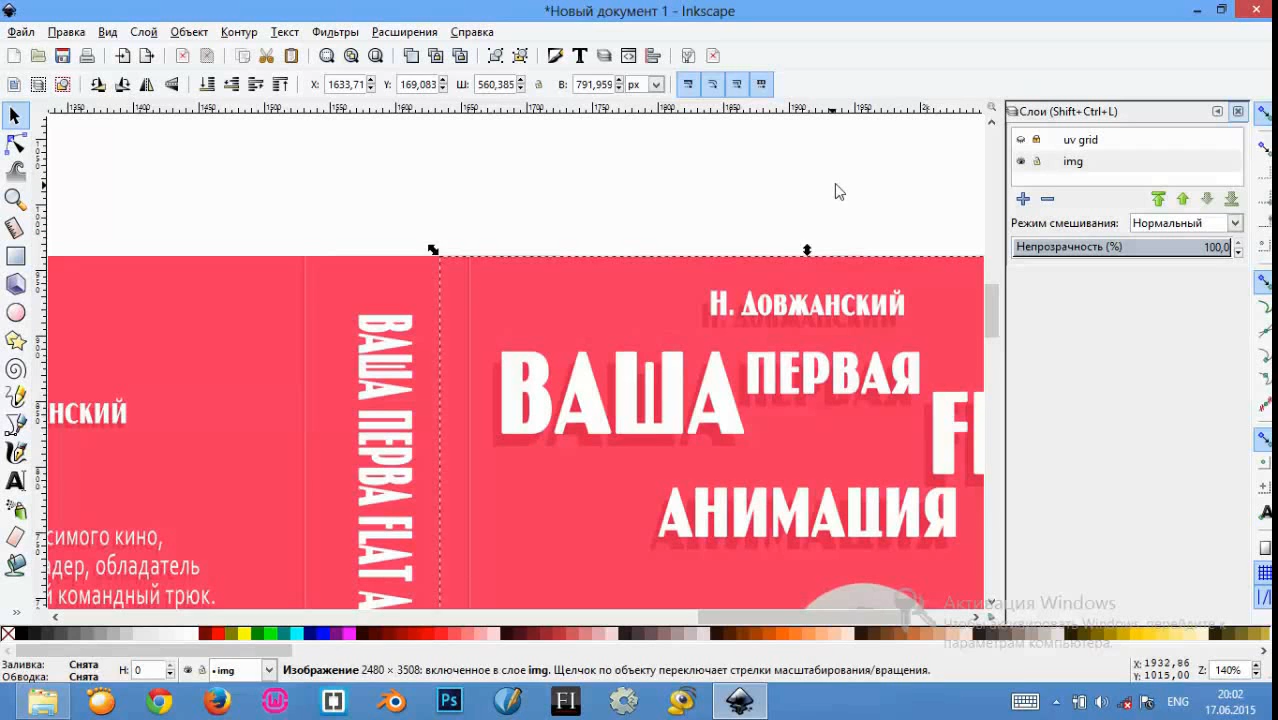 *Новый документ 1 - Inkscape
Файл Правка Вид Слой Объект Контур Текст Фильтры Расширения Справка
X: 1633,71 Y: 169,083 Ш: 560,385 В: 791,959 px
Слои (Shift+Ctrl+L)
uv grid
img
Режим смешивания: Нормальный
Непрозрачность (%) 100,0
Н. ДОВЖАНСКИЙ
ВАША ПЕРВАЯ
АНИМАЦИЯ
ВАША ПЕРВА FLAT А
НСКИЙ
симого кино,
дер, обладатель
й командный трюк.
Активация Windows
параметрам компьютера.
Заливка: Снята
Обводка: Снята
Н: 0
•img
Изображение 2480 × 3508: включенное в слое img. Щелчок по объекту переключает стрелки масштабирования/вращения.
X: 1932,86
Y: 1015,00
Z: 140%
Ps
FI
ENG
20:02
17.06.2015